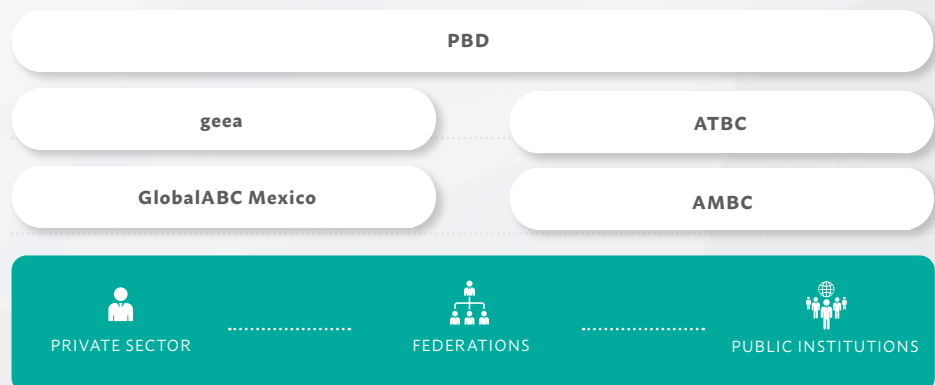 PBD
geea
ATBC
GlobalABC Mexico
AMBC
PRIVATE SECTOR
FEDERATIONS
PUBLIC INSTITUTIONS